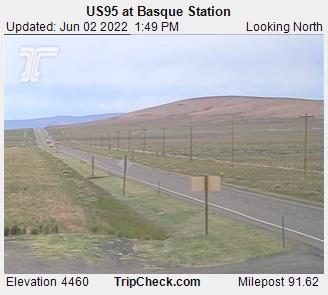 US95 at Basque Station
Updated: Jun 02 2022 1:49 PM Looking North
Elevation 4460 TripCheck.com Milepost 91.62